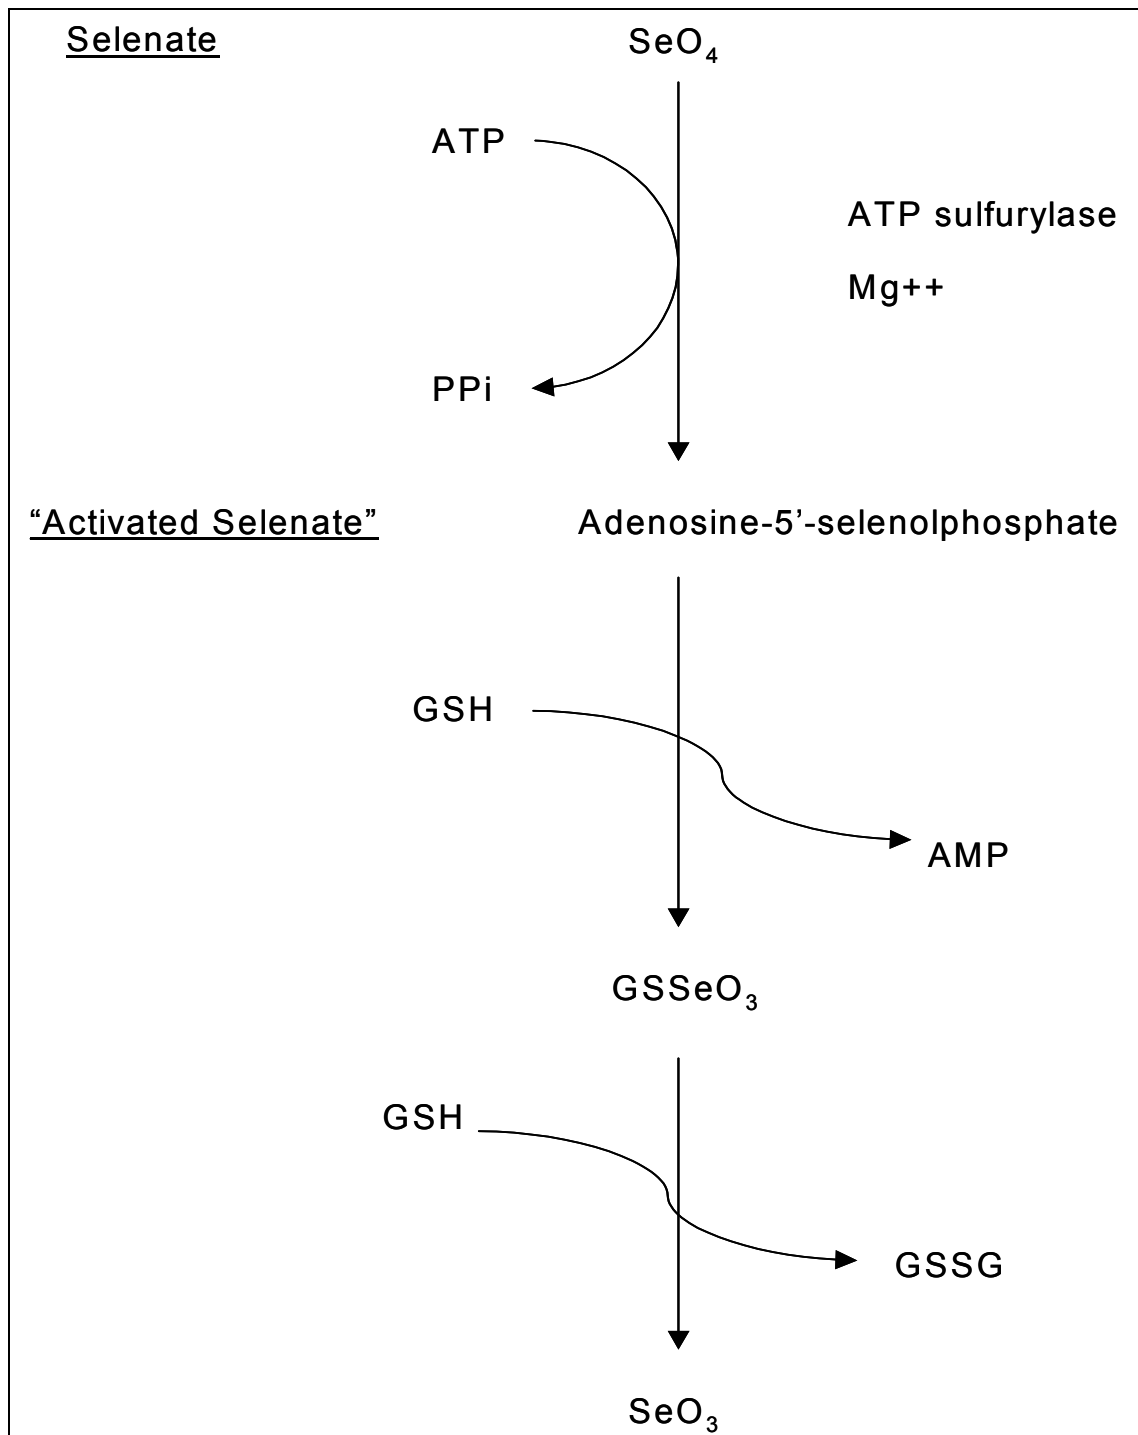 Selenate
SeO₄
ATP
ATP sulfurylase
Mg++
PPi
“Activated Selenate”
Adenosine-5’-selenolphosphate
GSH
AMP
GSSeO₃
GSH
GSSG
SeO₃